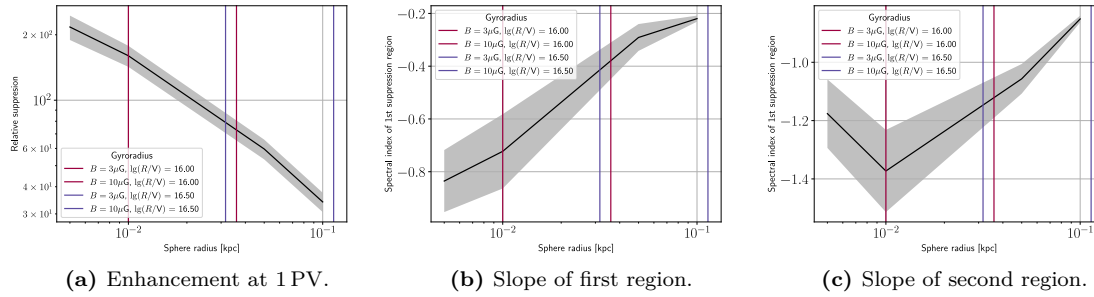 2 × 10²
10²
6 × 10¹
4 × 10¹
3 × 10¹
Relative suppresion
Gyroradius
B = 3μG, lg(R/V) = 16.00
B = 10μG, lg(R/V) = 16.00
B = 3μG, lg(R/V) = 16.50
B = 10μG, lg(R/V) = 16.50
10⁻²
10⁻¹
Sphere radius [kpc]
(a) Enhancement at 1 PV.
−0.2
−0.4
−0.6
−0.8
Spectral index of 1st suppression region
Gyroradius
B = 3μG, lg(R/V) = 16.00
B = 10μG, lg(R/V) = 16.00
B = 3μG, lg(R/V) = 16.50
B = 10μG, lg(R/V) = 16.50
10⁻²
10⁻¹
Sphere radius [kpc]
(b) Slope of first region.
−1.0
−1.2
−1.4
Spectral index of 1st suppression region
Gyroradius
B = 3μG, lg(R/V) = 16.00
B = 10μG, lg(R/V) = 16.00
B = 3μG, lg(R/V) = 16.50
B = 10μG, lg(R/V) = 16.50
10⁻²
10⁻¹
Sphere radius [kpc]
(c) Slope of second region.